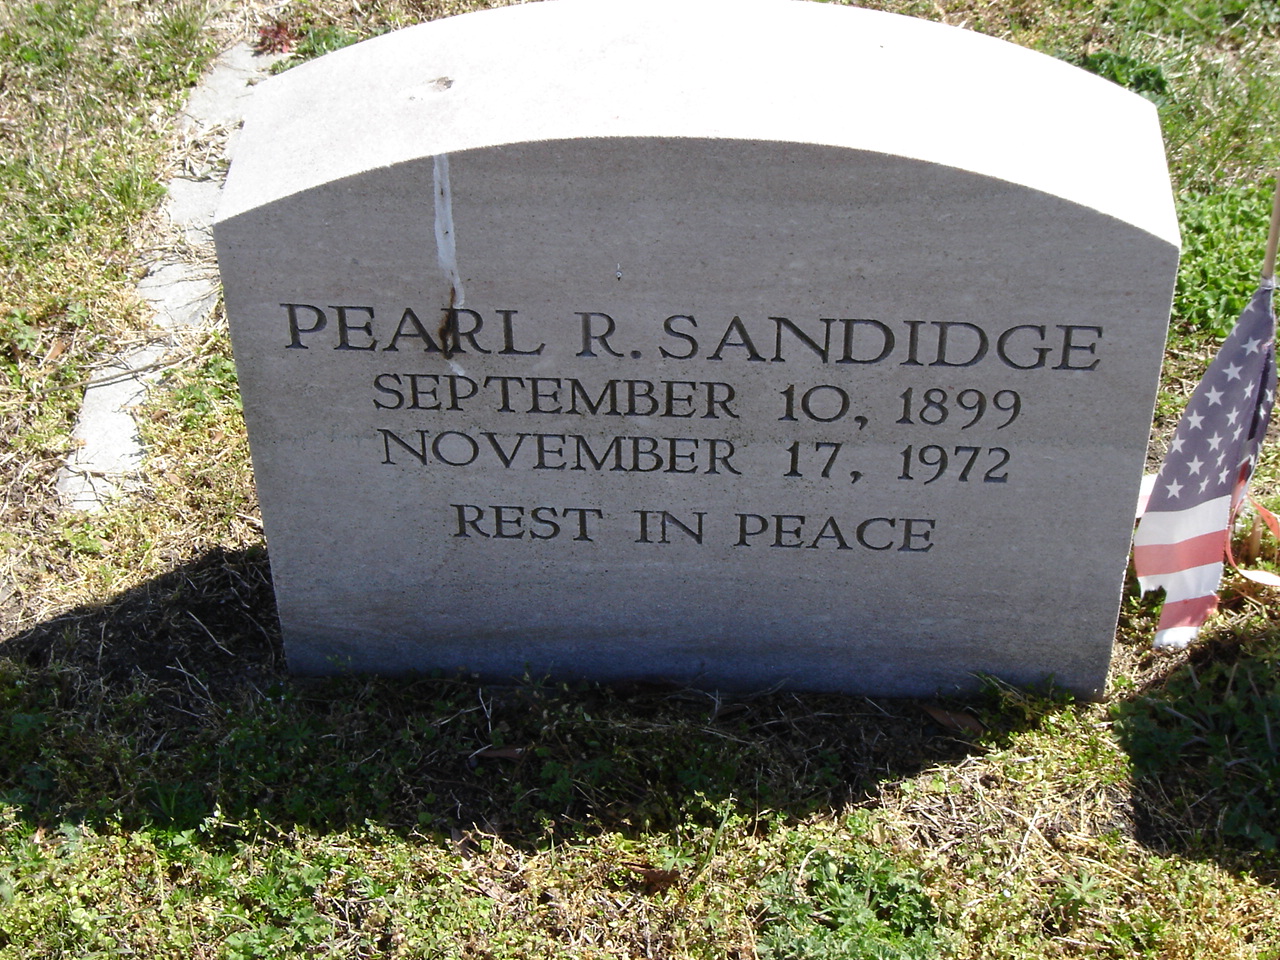 PEARL R. SANDIDGE
SEPTEMBER 10, 1899
NOVEMBER 17, 1972
REST IN PEACE